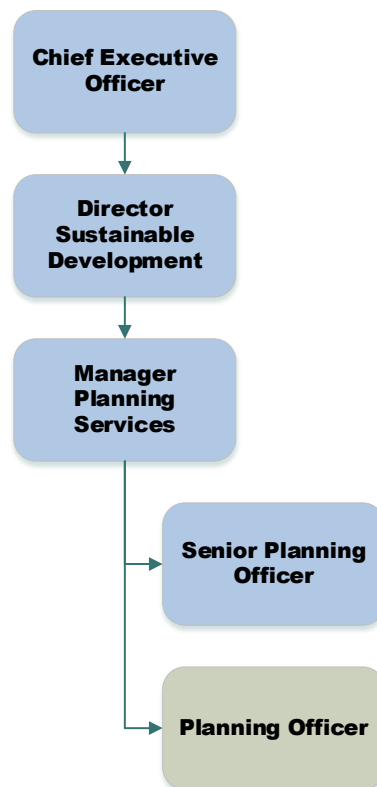 Chief Executive
Officer
Director
Sustainable
Development
Manager
Planning
Services
Senior Planning
Officer
Planning Officer